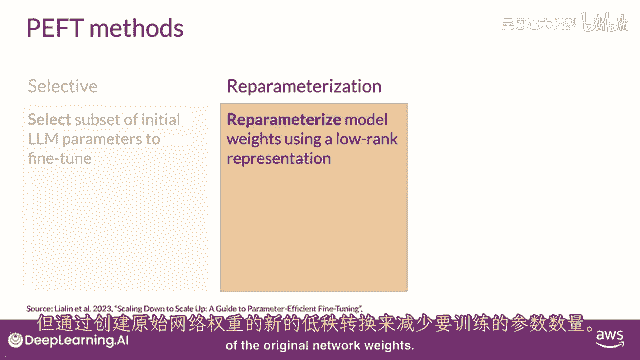 PEFT methods
Selective
Reparameterization
Select subset of initial
LLM parameters to
fine-tune
Reparameterize model
weights using a low-rank
representation
Source: Lialin et al. 2023, "Scaling Down to Scale Up: A Guide to Parameter-Efficient Fine-Tuning",
但通过创建原始网络权重的新的低秩转换来减少要训练的参数数量。
of the original network weights.
DeepLearning.AI
aws